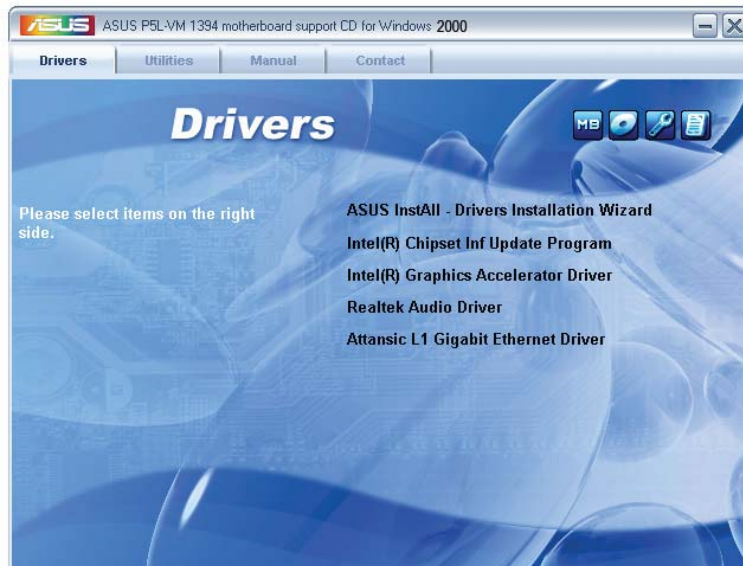 ASUS ASUS P5L-VM 1394 motherboard support CD for Windows 2000
Drivers Utilities Manual Contact
Drivers
MB
Please select items on the right
side.
ASUS InstAll - Drivers Installation Wizard
Intel(R) Chipset Inf Update Program
Intel(R) Graphics Accelerator Driver
Realtek Audio Driver
Attansic L1 Gigabit Ethernet Driver